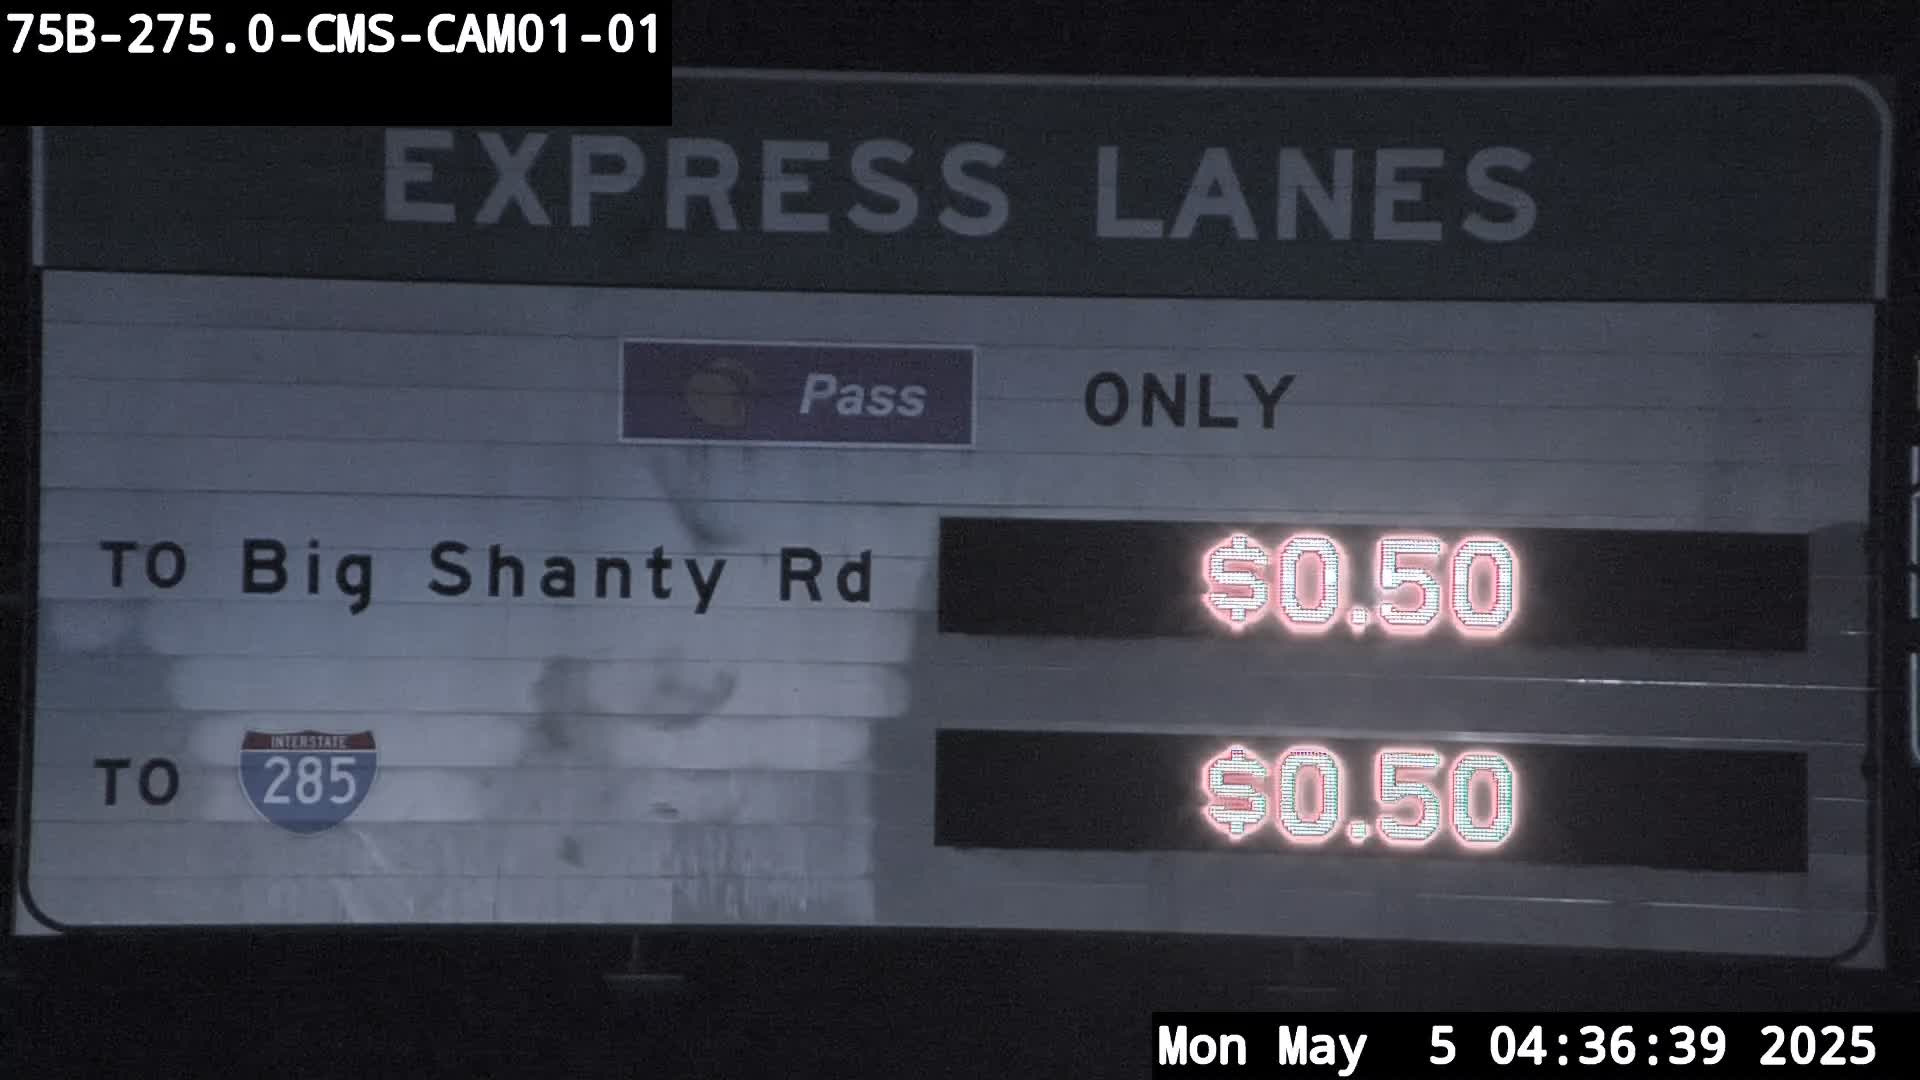 75B-275.0-CMS-CAM01-01
EXPRESS LANES
Pass ONLY
TO Big Shanty Rd $0.50
INTERSTATE
TO 285 $0.50
Mon May 5 04:36:39 2025